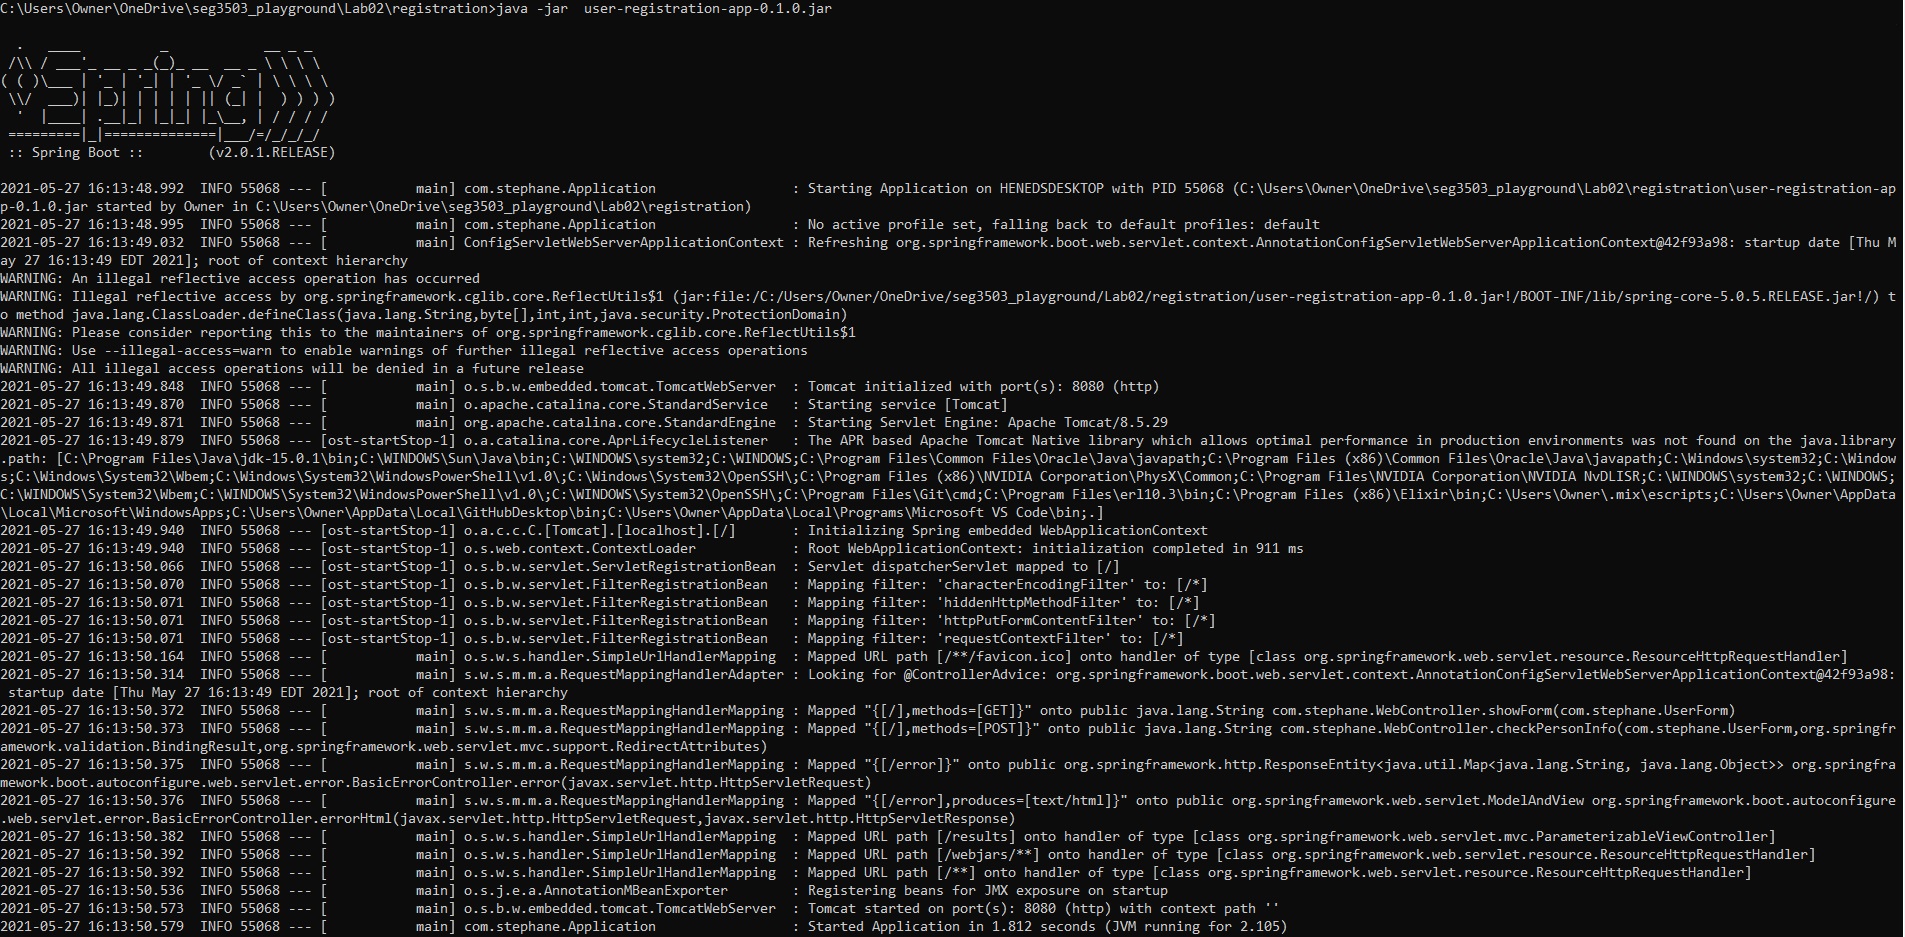 C:\Users\Owner\OneDrive\seg3503_playground\Lab02\registration>java -jar  user-registration-app-0.1.0.jar

  .   ____          _            __ _ _
 /\\ / ___'_ __ _ _(_)_ __  __ _ \ \ \ \
( ( )\___ | '_ | '_| | '_ \/ _` | \ \ \ \
 \\/  ___)| |_)| | | | | || (_| |  ) ) ) )
  '  |____| .__|_| |_|_| |_\__, | / / / /
 =========|_|==============|___/=/_/_/_/
 :: Spring Boot ::        (v2.0.1.RELEASE)

2021-05-27 16:13:48.992  INFO 55068 --- [           main] com.stephane.Application                 : Starting Application on HENEDSDESKTOP with PID 55068 (C:\Users\Owner\OneDrive\seg3503_playground\Lab02\registration\user-registration-ap
p-0.1.0.jar started by Owner in C:\Users\Owner\OneDrive\seg3503_playground\Lab02\registration)
2021-05-27 16:13:48.995  INFO 55068 --- [           main] com.stephane.Application                 : No active profile set, falling back to default profiles: default
2021-05-27 16:13:49.032  INFO 55068 --- [           main] ConfigServletWebServerApplicationContext : Refreshing org.springframework.boot.web.servlet.context.AnnotationConfigServletWebServerApplicationContext@42f93a98: startup date [Thu M
ay 27 16:13:49 EDT 2021]; root of context hierarchy
WARNING: An illegal reflective access operation has occurred
WARNING: Illegal reflective access by org.springframework.cglib.core.ReflectUtils$1 (jar:file:/C:/Users/Owner/OneDrive/seg3503_playground/Lab02/registration/user-registration-app-0.1.0.jar!/BOOT-INF/lib/spring-core-5.0.5.RELEASE.jar!/) t
o method java.lang.ClassLoader.defineClass(java.lang.String,byte[],int,int,java.security.ProtectionDomain)
WARNING: Please consider reporting this to the maintainers of org.springframework.cglib.core.ReflectUtils$1
WARNING: Use --illegal-access=warn to enable warnings of further illegal reflective access operations
WARNING: All illegal access operations will be denied in a future release
2021-05-27 16:13:49.848  INFO 55068 --- [           main] o.s.b.w.embedded.tomcat.TomcatWebServer  : Tomcat initialized with port(s): 8080 (http)
2021-05-27 16:13:49.870  INFO 55068 --- [           main] o.apache.catalina.core.StandardService   : Starting service [Tomcat]
2021-05-27 16:13:49.871  INFO 55068 --- [           main] org.apache.catalina.core.StandardEngine  : Starting Servlet Engine: Apache Tomcat/8.5.29
2021-05-27 16:13:49.879  INFO 55068 --- [ost-startStop-1] o.a.catalina.core.AprLifecycleListener   : The APR based Apache Tomcat Native library which allows optimal performance in production environments was not found on the java.library
.path: [C:\Program Files\Java\jdk-15.0.1\bin;C:\WINDOWS\Sun\Java\bin;C:\WINDOWS\system32;C:\WINDOWS;C:\Program Files\Common Files\Oracle\Java\javapath;C:\Program Files (x86)\Common Files\Oracle\Java\javapath;C:\Windows\system32;C:\Window
s;C:\Windows\System32\Wbem;C:\Windows\System32\WindowsPowerShell\v1.0\;C:\Windows\System32\OpenSSH\;C:\Program Files (x86)\NVIDIA Corporation\PhysX\Common;C:\Program Files\NVIDIA Corporation\NVIDIA NvDLISR;C:\WINDOWS\system32;C:\WINDOWS;
C:\WINDOWS\System32\Wbem;C:\WINDOWS\System32\WindowsPowerShell\v1.0\;C:\WINDOWS\System32\OpenSSH\;C:\Program Files\Git\cmd;C:\Program Files\erl10.3\bin;C:\Program Files (x86)\Elixir\bin;C:\Users\Owner\.mix\escripts;C:\Users\Owner\AppData
\Local\Microsoft\WindowsApps;C:\Users\Owner\AppData\Local\GitHubDesktop\bin;C:\Users\Owner\AppData\Local\Programs\Microsoft VS Code\bin;.]
2021-05-27 16:13:49.940  INFO 55068 --- [ost-startStop-1] o.a.c.c.C.[Tomcat].[localhost].[/]       : Initializing Spring embedded WebApplicationContext
2021-05-27 16:13:49.940  INFO 55068 --- [ost-startStop-1] o.s.web.context.ContextLoader            : Root WebApplicationContext: initialization completed in 911 ms
2021-05-27 16:13:50.066  INFO 55068 --- [ost-startStop-1] o.s.b.w.servlet.ServletRegistrationBean  : Servlet dispatcherServlet mapped to [/]
2021-05-27 16:13:50.070  INFO 55068 --- [ost-startStop-1] o.s.b.w.servlet.FilterRegistrationBean   : Mapping filter: 'characterEncodingFilter' to: [/*]
2021-05-27 16:13:50.071  INFO 55068 --- [ost-startStop-1] o.s.b.w.servlet.FilterRegistrationBean   : Mapping filter: 'hiddenHttpMethodFilter' to: [/*]
2021-05-27 16:13:50.071  INFO 55068 --- [ost-startStop-1] o.s.b.w.servlet.FilterRegistrationBean   : Mapping filter: 'httpPutFormContentFilter' to: [/*]
2021-05-27 16:13:50.071  INFO 55068 --- [ost-startStop-1] o.s.b.w.servlet.FilterRegistrationBean   : Mapping filter: 'requestContextFilter' to: [/*]
2021-05-27 16:13:50.164  INFO 55068 --- [           main] o.s.w.s.handler.SimpleUrlHandlerMapping  : Mapped URL path [/**/favicon.ico] onto handler of type [class org.springframework.web.servlet.resource.ResourceHttpRequestHandler]
2021-05-27 16:13:50.314  INFO 55068 --- [           main] s.w.s.m.m.a.RequestMappingHandlerAdapter : Looking for @ControllerAdvice: org.springframework.boot.web.servlet.context.AnnotationConfigServletWebServerApplicationContext@42f93a98:
 startup date [Thu May 27 16:13:49 EDT 2021]; root of context hierarchy
2021-05-27 16:13:50.372  INFO 55068 --- [           main] s.w.s.m.m.a.RequestMappingHandlerMapping : Mapped "{[/],methods=[GET]}" onto public java.lang.String com.stephane.WebController.showForm(com.stephane.UserForm)
2021-05-27 16:13:50.373  INFO 55068 --- [           main] s.w.s.m.m.a.RequestMappingHandlerMapping : Mapped "{[/],methods=[POST]}" onto public java.lang.String com.stephane.WebController.checkPersonInfo(com.stephane.UserForm,org.springfr
amework.validation.BindingResult,org.springframework.web.servlet.mvc.support.RedirectAttributes)
2021-05-27 16:13:50.375  INFO 55068 --- [           main] s.w.s.m.m.a.RequestMappingHandlerMapping : Mapped "{[/error]}" onto public org.springframework.http.ResponseEntity<java.util.Map<java.lang.String, java.lang.Object>> org.springfra
mework.boot.autoconfigure.web.servlet.error.BasicErrorController.error(javax.servlet.http.HttpServletRequest)
2021-05-27 16:13:50.376  INFO 55068 --- [           main] s.w.s.m.m.a.RequestMappingHandlerMapping : Mapped "{[/error],produces=[text/html]}" onto public org.springframework.web.servlet.ModelAndView org.springframework.boot.autoconfigure
.web.servlet.error.BasicErrorController.errorHtml(javax.servlet.http.HttpServletRequest,javax.servlet.http.HttpServletResponse)
2021-05-27 16:13:50.382  INFO 55068 --- [           main] o.s.w.s.handler.SimpleUrlHandlerMapping  : Mapped URL path [/results] onto handler of type [class org.springframework.web.servlet.mvc.ParameterizableViewController]
2021-05-27 16:13:50.392  INFO 55068 --- [           main] o.s.w.s.handler.SimpleUrlHandlerMapping  : Mapped URL path [/webjars/**] onto handler of type [class org.springframework.web.servlet.resource.ResourceHttpRequestHandler]
2021-05-27 16:13:50.392  INFO 55068 --- [           main] o.s.w.s.handler.SimpleUrlHandlerMapping  : Mapped URL path [/**] onto handler of type [class org.springframework.web.servlet.resource.ResourceHttpRequestHandler]
2021-05-27 16:13:50.536  INFO 55068 --- [           main] o.s.j.e.a.AnnotationMBeanExporter        : Registering beans for JMX exposure on startup
2021-05-27 16:13:50.573  INFO 55068 --- [           main] o.s.b.w.embedded.tomcat.TomcatWebServer  : Tomcat started on port(s): 8080 (http) with context path ''
2021-05-27 16:13:50.579  INFO 55068 --- [           main] com.stephane.Application                 : Started Application in 1.812 seconds (JVM running for 2.105)